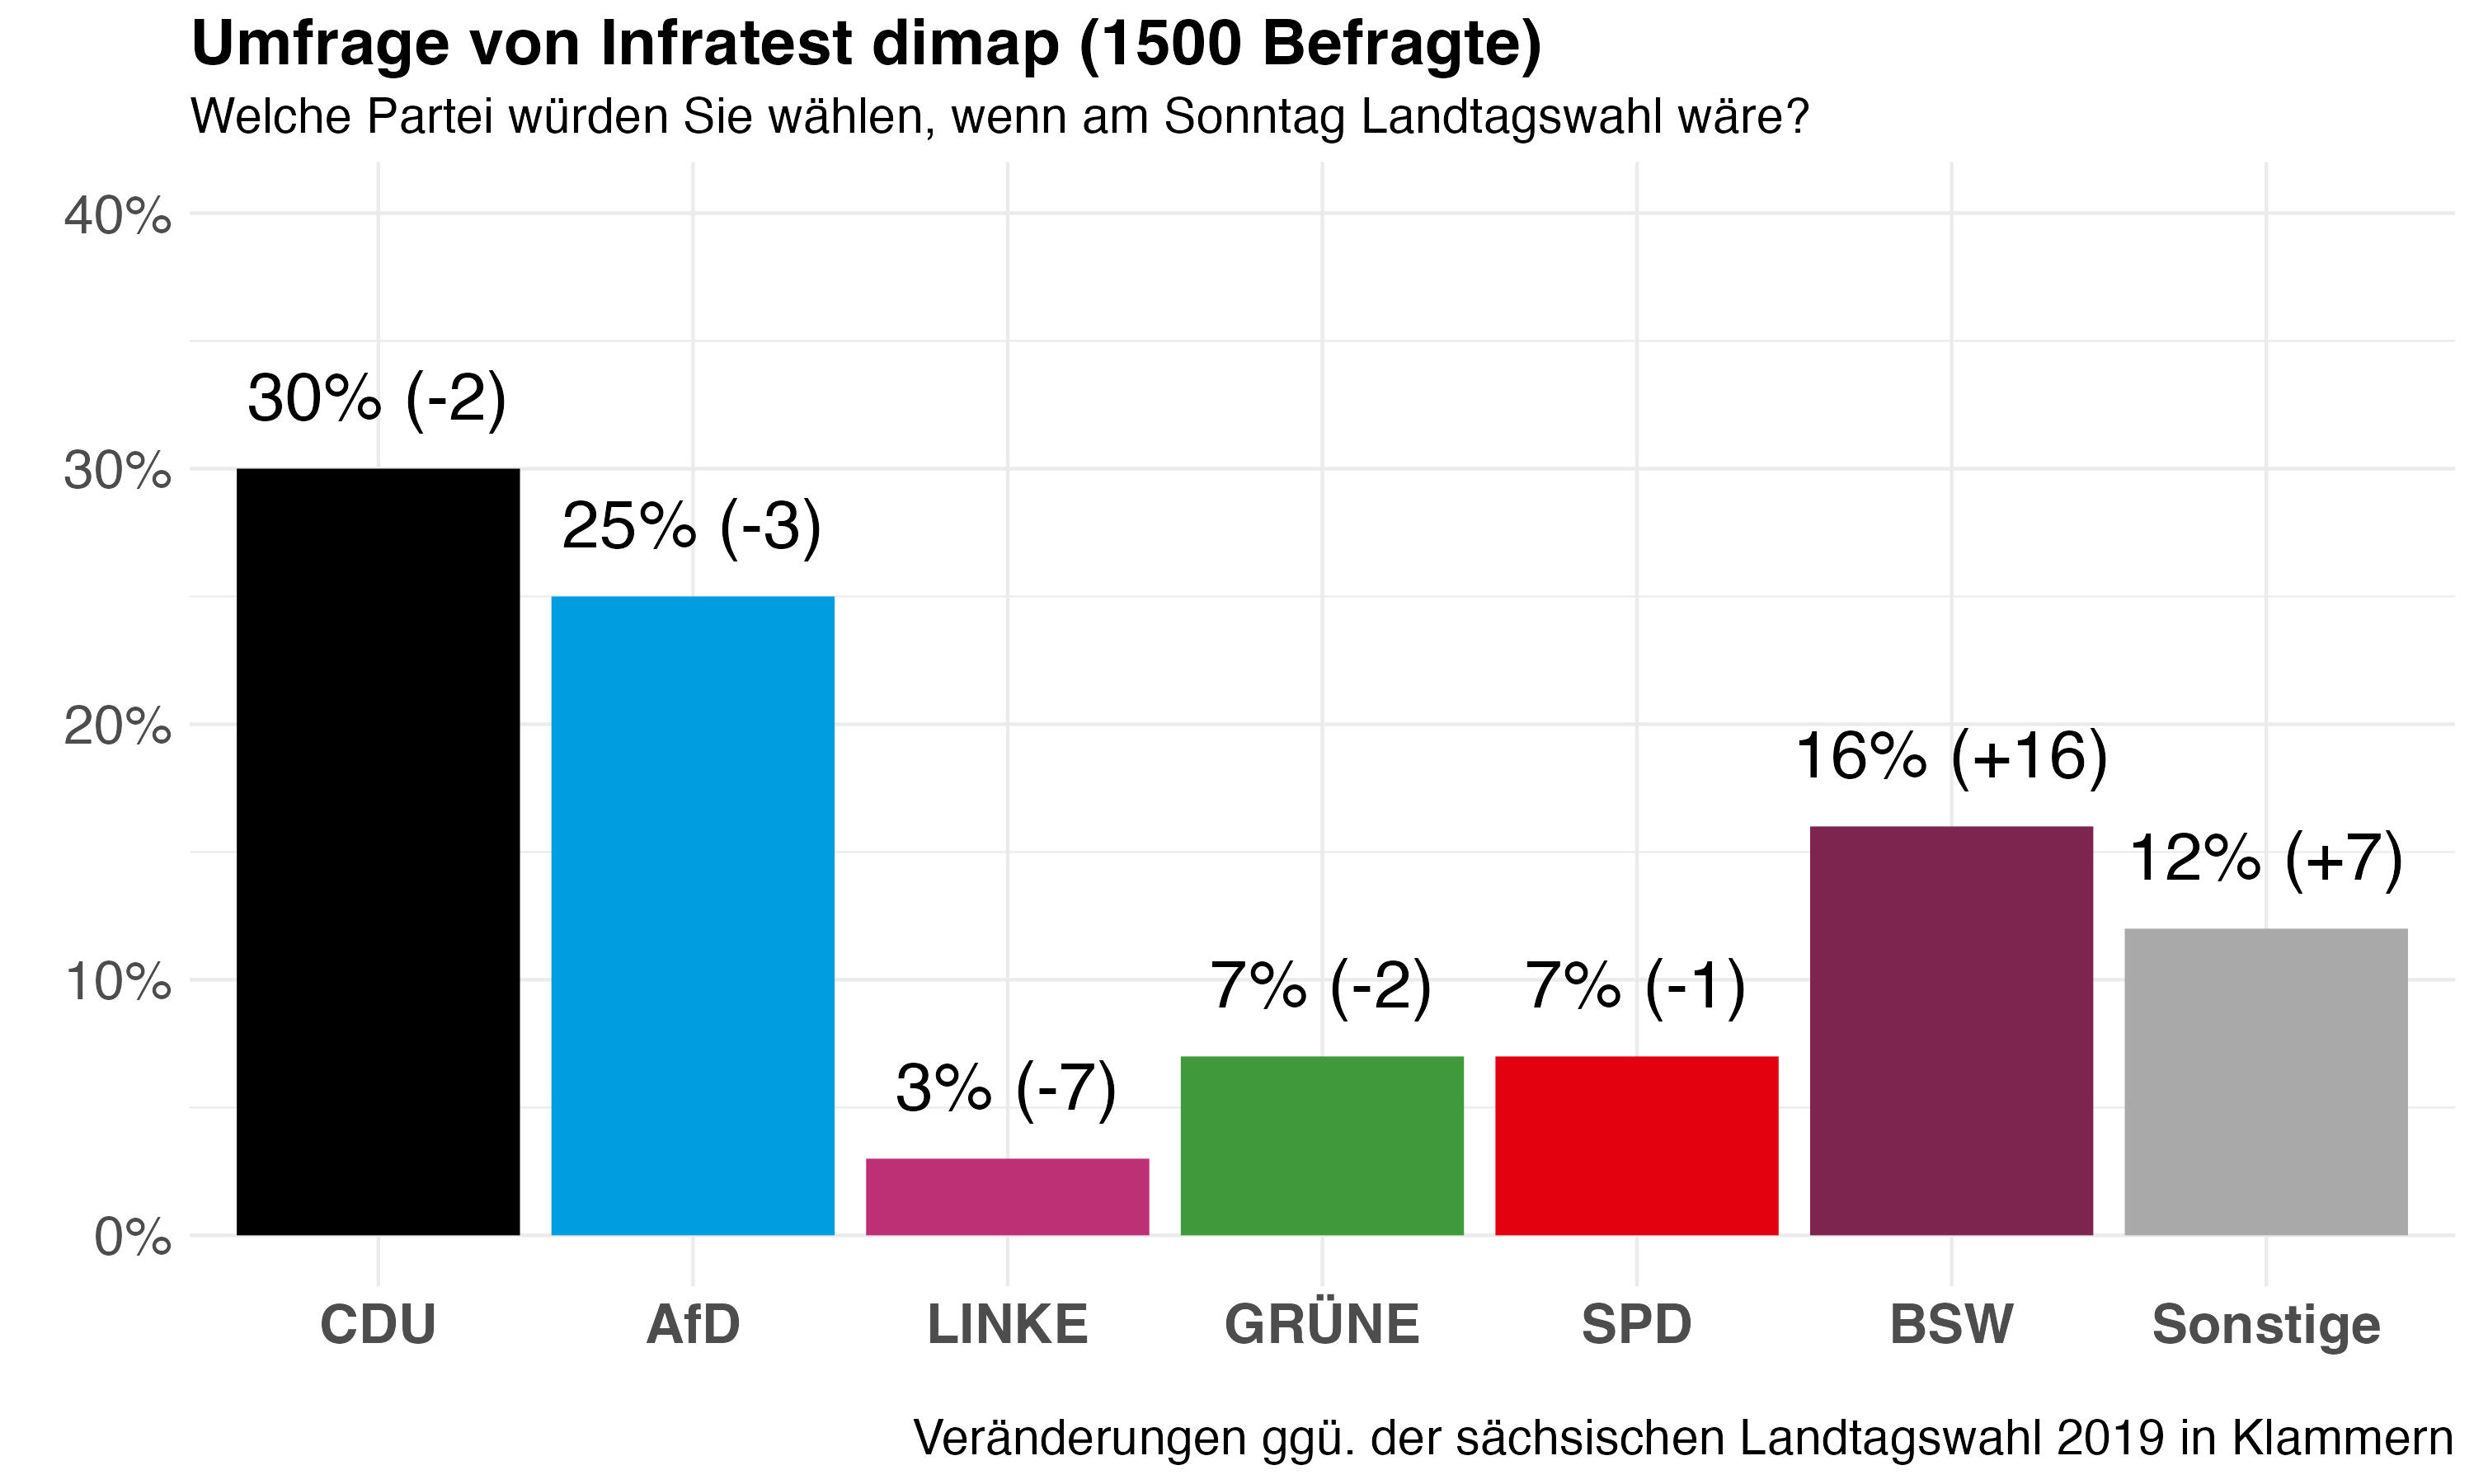 Umfrage von Infratest dimap (1500 Befragte)
Welche Partei würden Sie wählen, wenn am Sonntag Landtagswahl wäre?
40%
30%
20%
10%
0%
30% (-2)
25% (-3)
3% (-7)
7% (-2)
7% (-1)
16% (+16)
12% (+7)
CDU
AfD
LINKE
GRÜNE
SPD
BSW
Sonstige
Veränderungen ggü. der sächsischen Landtagswahl 2019 in Klammern